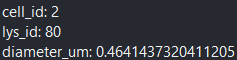 cell_id: 2
lys_id: 80
diameter_um: 0.4641437320411205